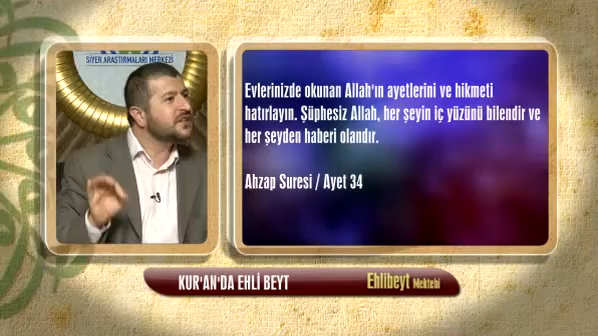 SİYER ARAŞTIRMALARI MERKEZİ
Evlerinizde okunan Allah'ın ayetlerini ve hikmeti
hatırlayın. Şüphesiz Allah, her şeyin iç yüzünü bilendir ve
her şeyden haberi olandır.
Ahzap Suresi / Ayet 34
KUR'AN'DA EHLİ BEYT
Ehlibeyt Mektebi